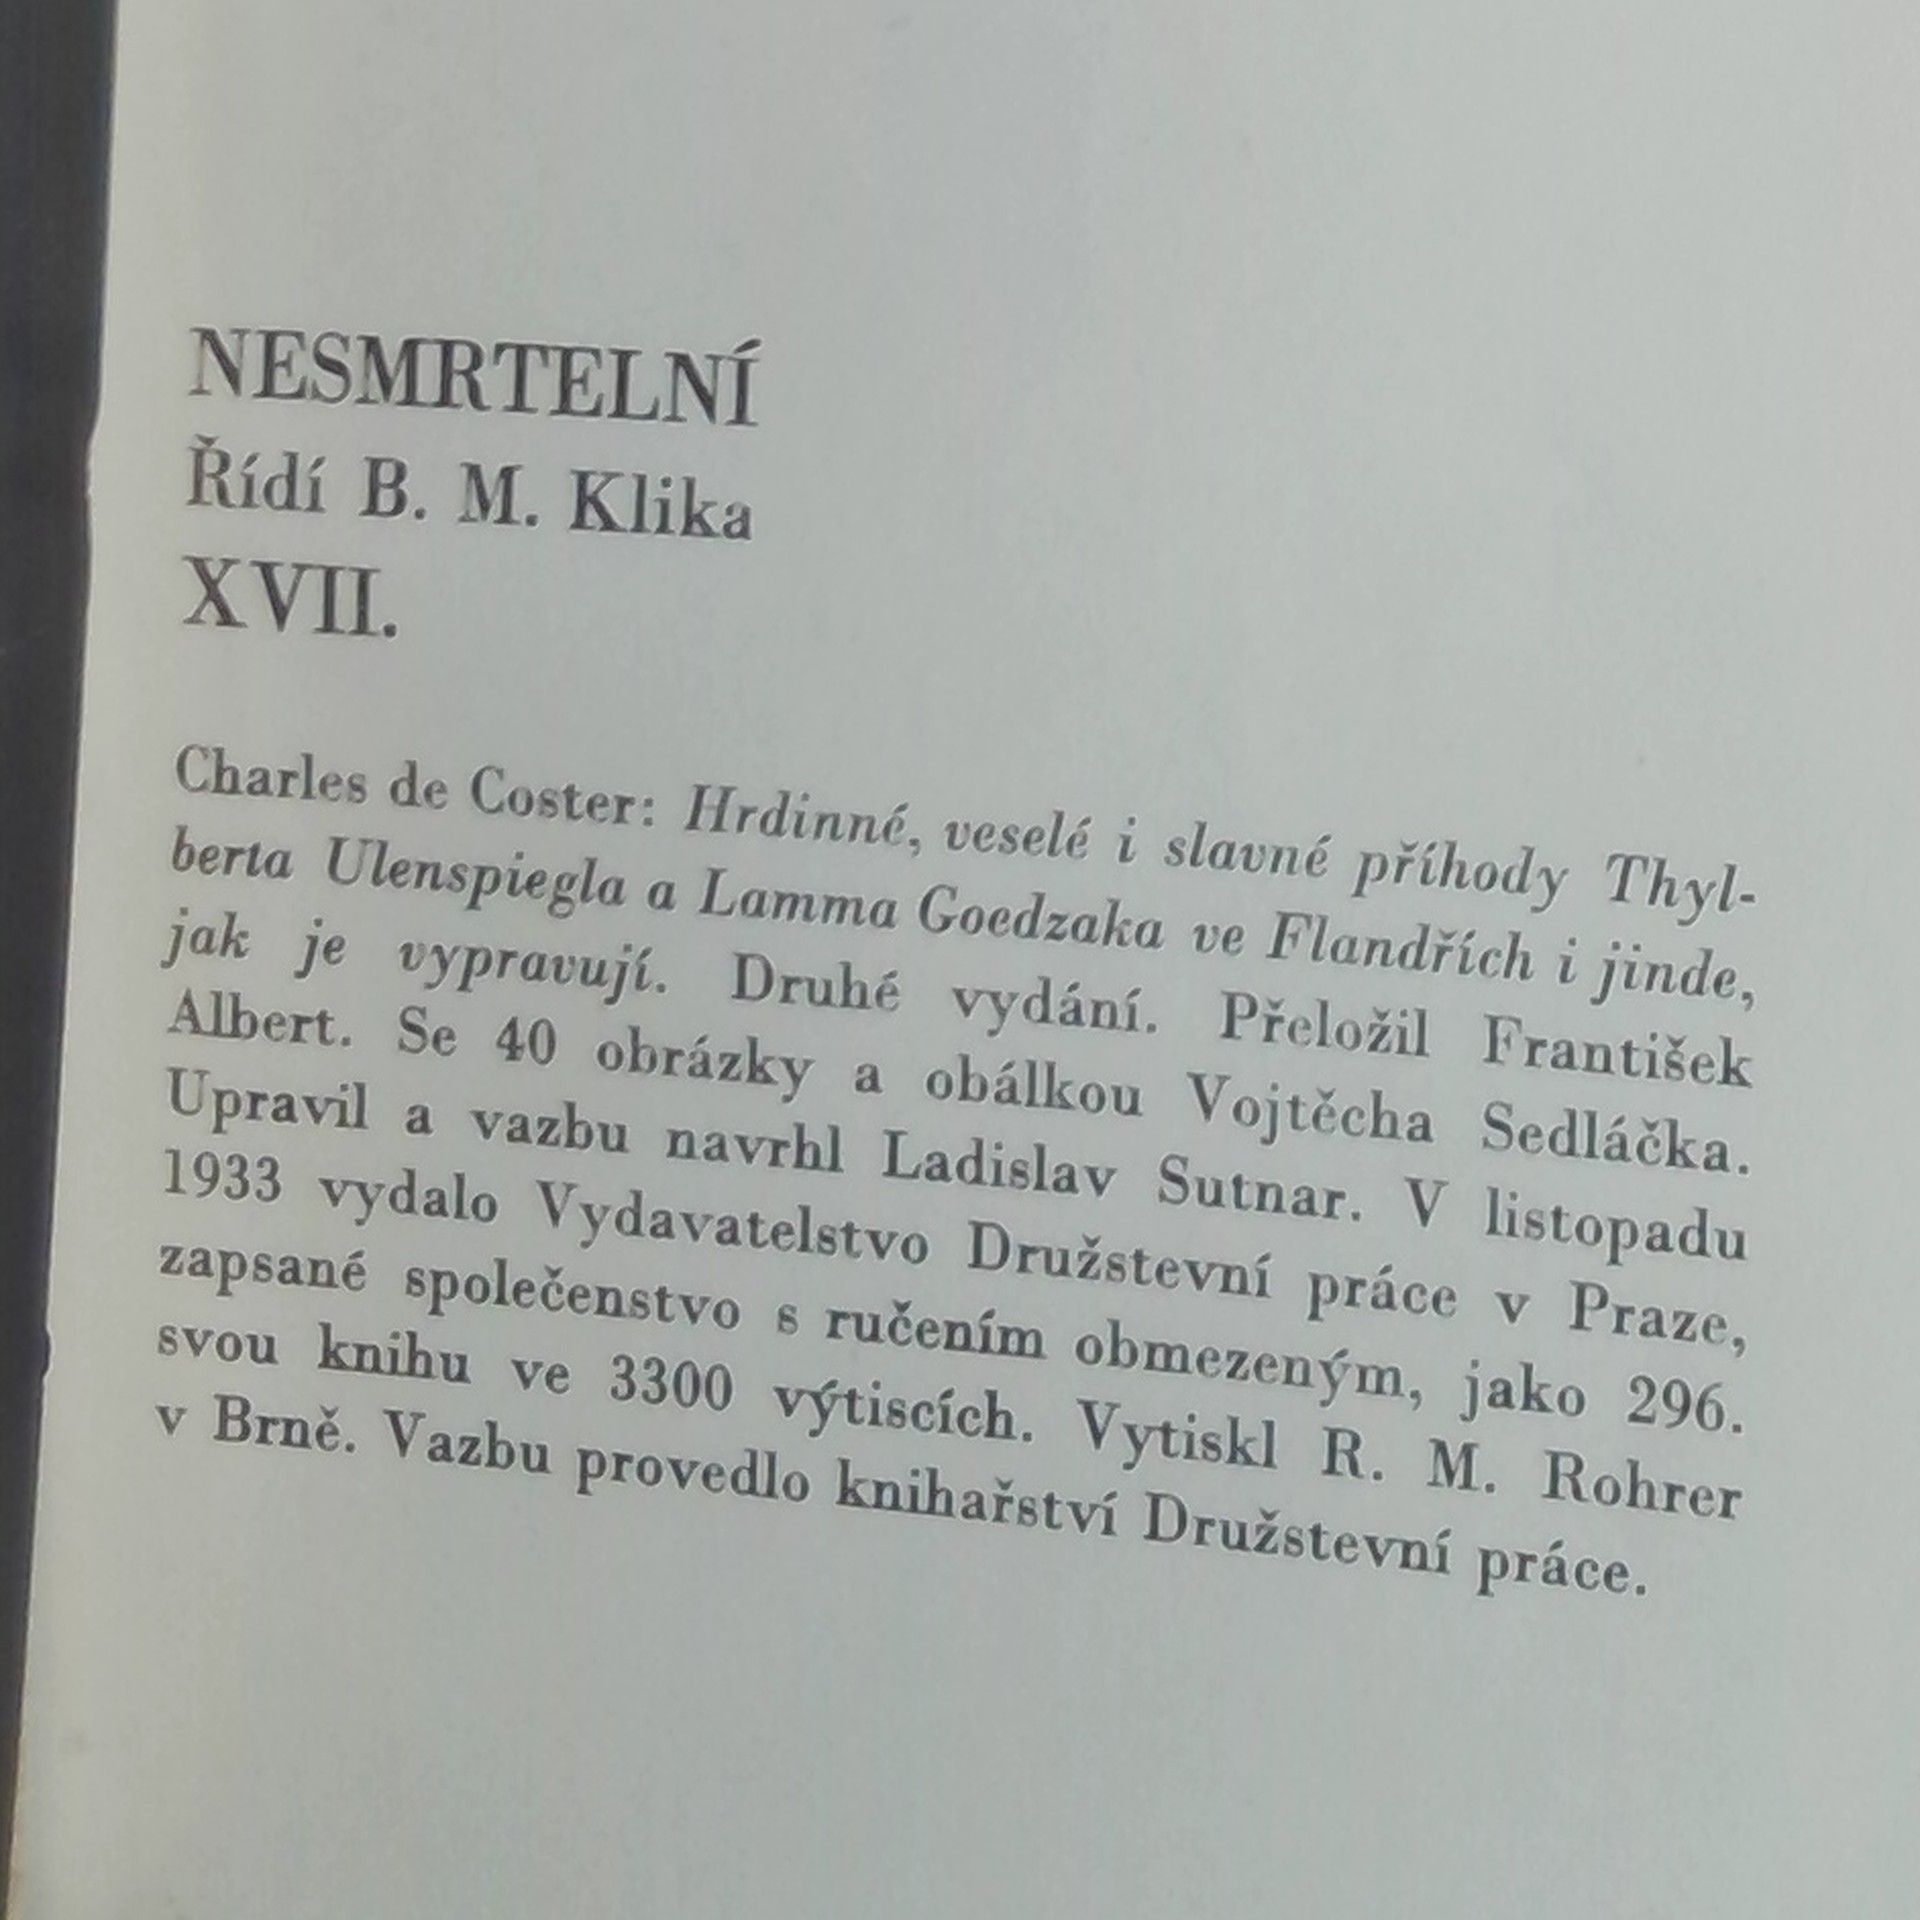 NESMRTELNÍ
Řídí B. M. Klika
XVII.
Charles de Coster: Hrdinné, veselé i slavné příhody Thyl-
berta Ulenspiegla a Lamma Goedzaka ve Flandřích i jinde,
jak je vypravují. Druhé vydání. Přeložil František
Albert. Se 40 obrázky a obálkou Vojtěcha Sedláčka.
Upravil a vazbu navrhl Ladislav Sutnar. V listopadu
1933 vydalo Vydavatelstvo Družstevní práce v Praze,
zapsané společenstvo s ručením obmezeným, jako 296.
svou knihu ve 3300 výtiscích. Vytiskl R. M. Rohrer
v Brně. Vazbu provedlo knihařství Družstevní práce.